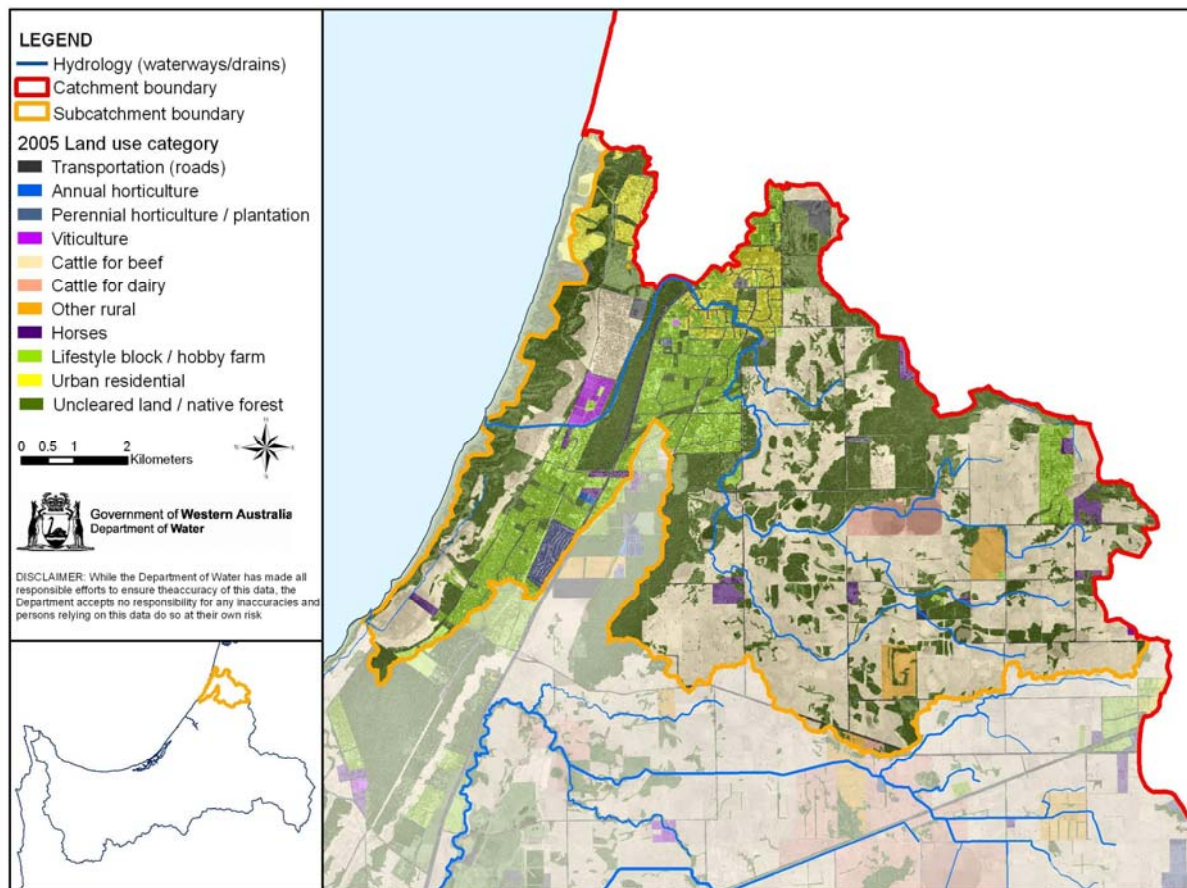 LEGEND
Hydrology (waterways/drains)
Catchment boundary
Subcatchment boundary
2005 Land use category
Transportation (roads)
Annual horticulture
Perennial horticulture / plantation
Viticulture
Cattle for beef
Cattle for dairy
Other rural
Horses
Lifestyle block / hobby farm
Urban residential
Uncleared land / native forest
0 0.5 1 2
Kilometers
Government of Western Australia
Department of Water
DISCLAIMER: While the Department of Water has made all
responsible efforts to ensure theaccuracy of this data, the
Department accepts no responsibility for any inaccuracies and
persons relying on this data do so at their own risk